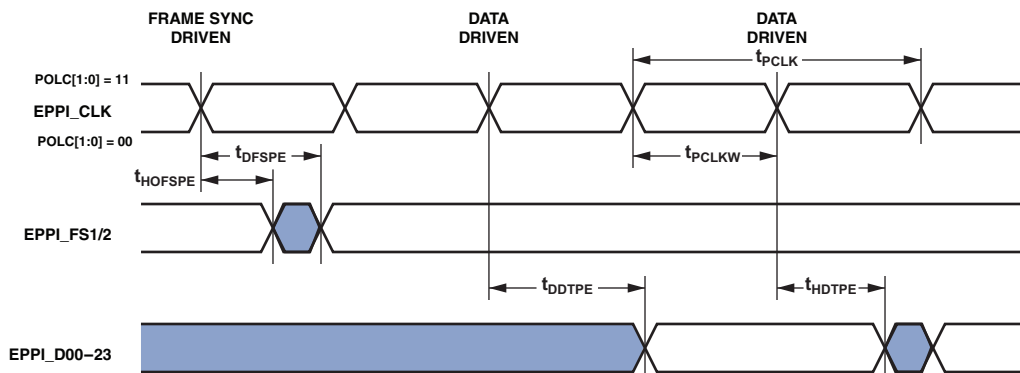 FRAME SYNC
DRIVEN
DATA
DRIVEN
DATA
DRIVEN
tPCLK
POLC[1:0] = 11
EPPI_CLK
POLC[1:0] = 00
tDFSPE
tPCLKW
tHOFSPE
EPPI_FS1/2
tDDTPE
tHDTPE
EPPI_D00–23